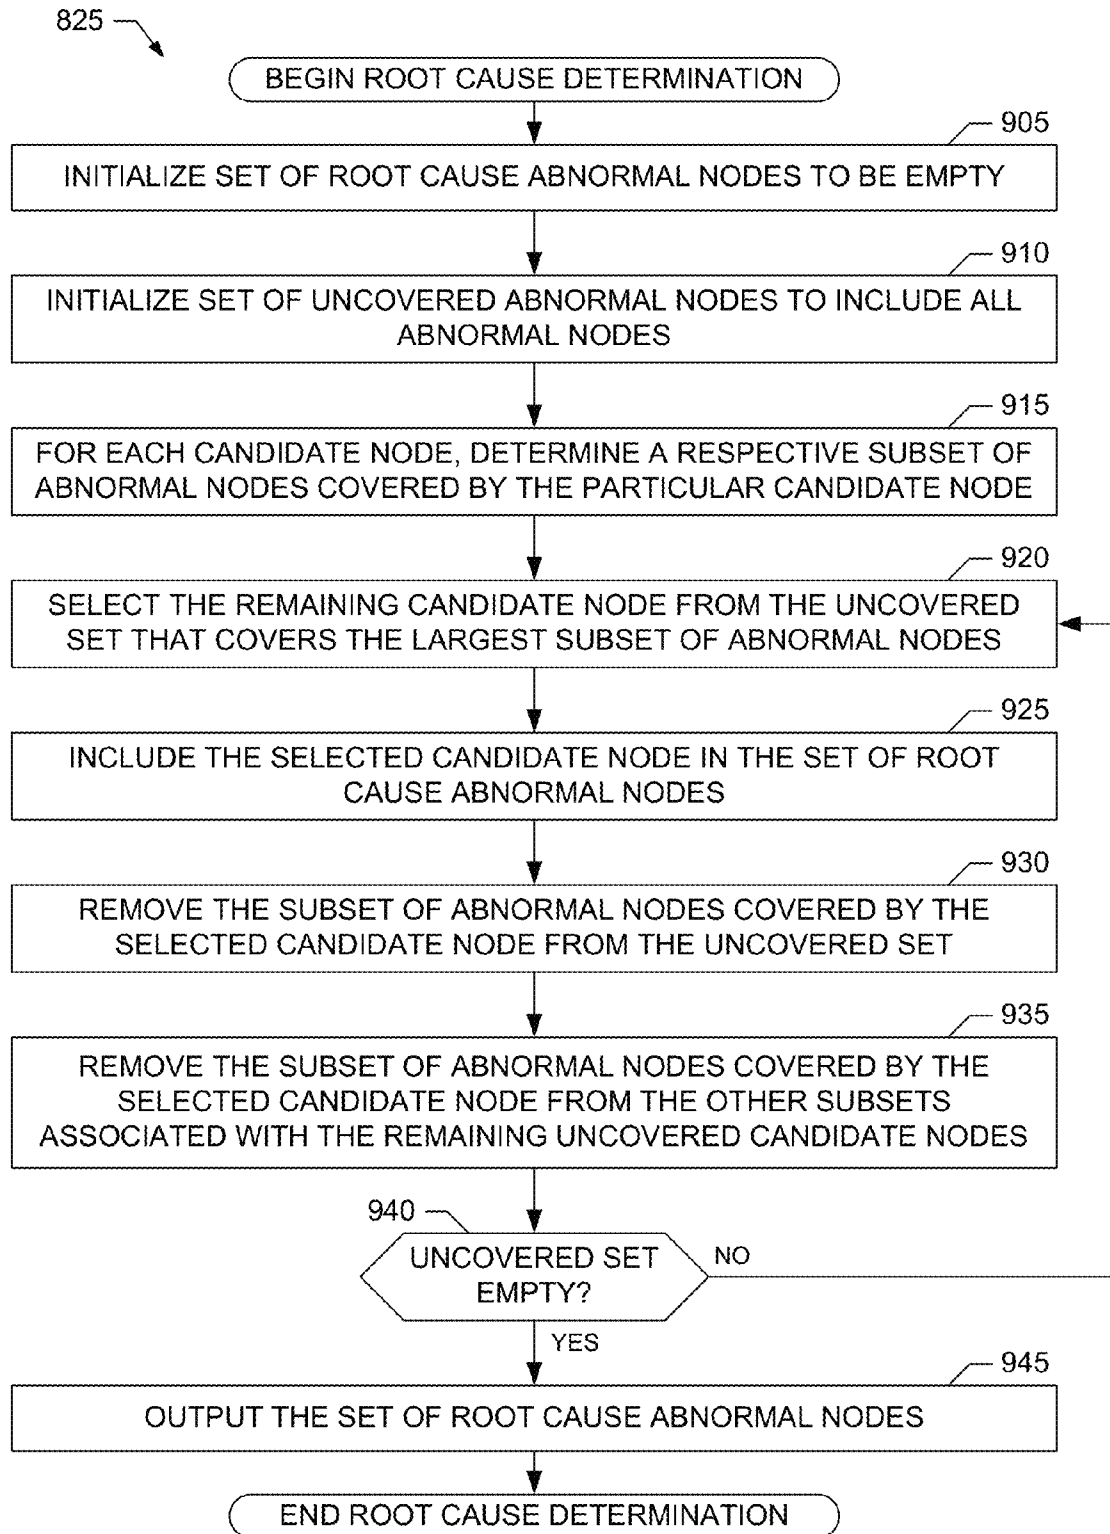 825
BEGIN ROOT CAUSE DETERMINATION
905
INITIALIZE SET OF ROOT CAUSE ABNORMAL NODES TO BE EMPTY
910
INITIALIZE SET OF UNCOVERED ABNORMAL NODES TO INCLUDE ALL
ABNORMAL NODES
915
FOR EACH CANDIDATE NODE, DETERMINE A RESPECTIVE SUBSET OF
ABNORMAL NODES COVERED BY THE PARTICULAR CANDIDATE NODE
920
SELECT THE REMAINING CANDIDATE NODE FROM THE UNCOVERED
SET THAT COVERS THE LARGEST SUBSET OF ABNORMAL NODES
925
INCLUDE THE SELECTED CANDIDATE NODE IN THE SET OF ROOT
CAUSE ABNORMAL NODES
930
REMOVE THE SUBSET OF ABNORMAL NODES COVERED BY THE
SELECTED CANDIDATE NODE FROM THE UNCOVERED SET
935
REMOVE THE SUBSET OF ABNORMAL NODES COVERED BY THE
SELECTED CANDIDATE NODE FROM THE OTHER SUBSETS
ASSOCIATED WITH THE REMAINING UNCOVERED CANDIDATE NODES
940
UNCOVERED SET
EMPTY?
NO
YES
945
OUTPUT THE SET OF ROOT CAUSE ABNORMAL NODES
END ROOT CAUSE DETERMINATION